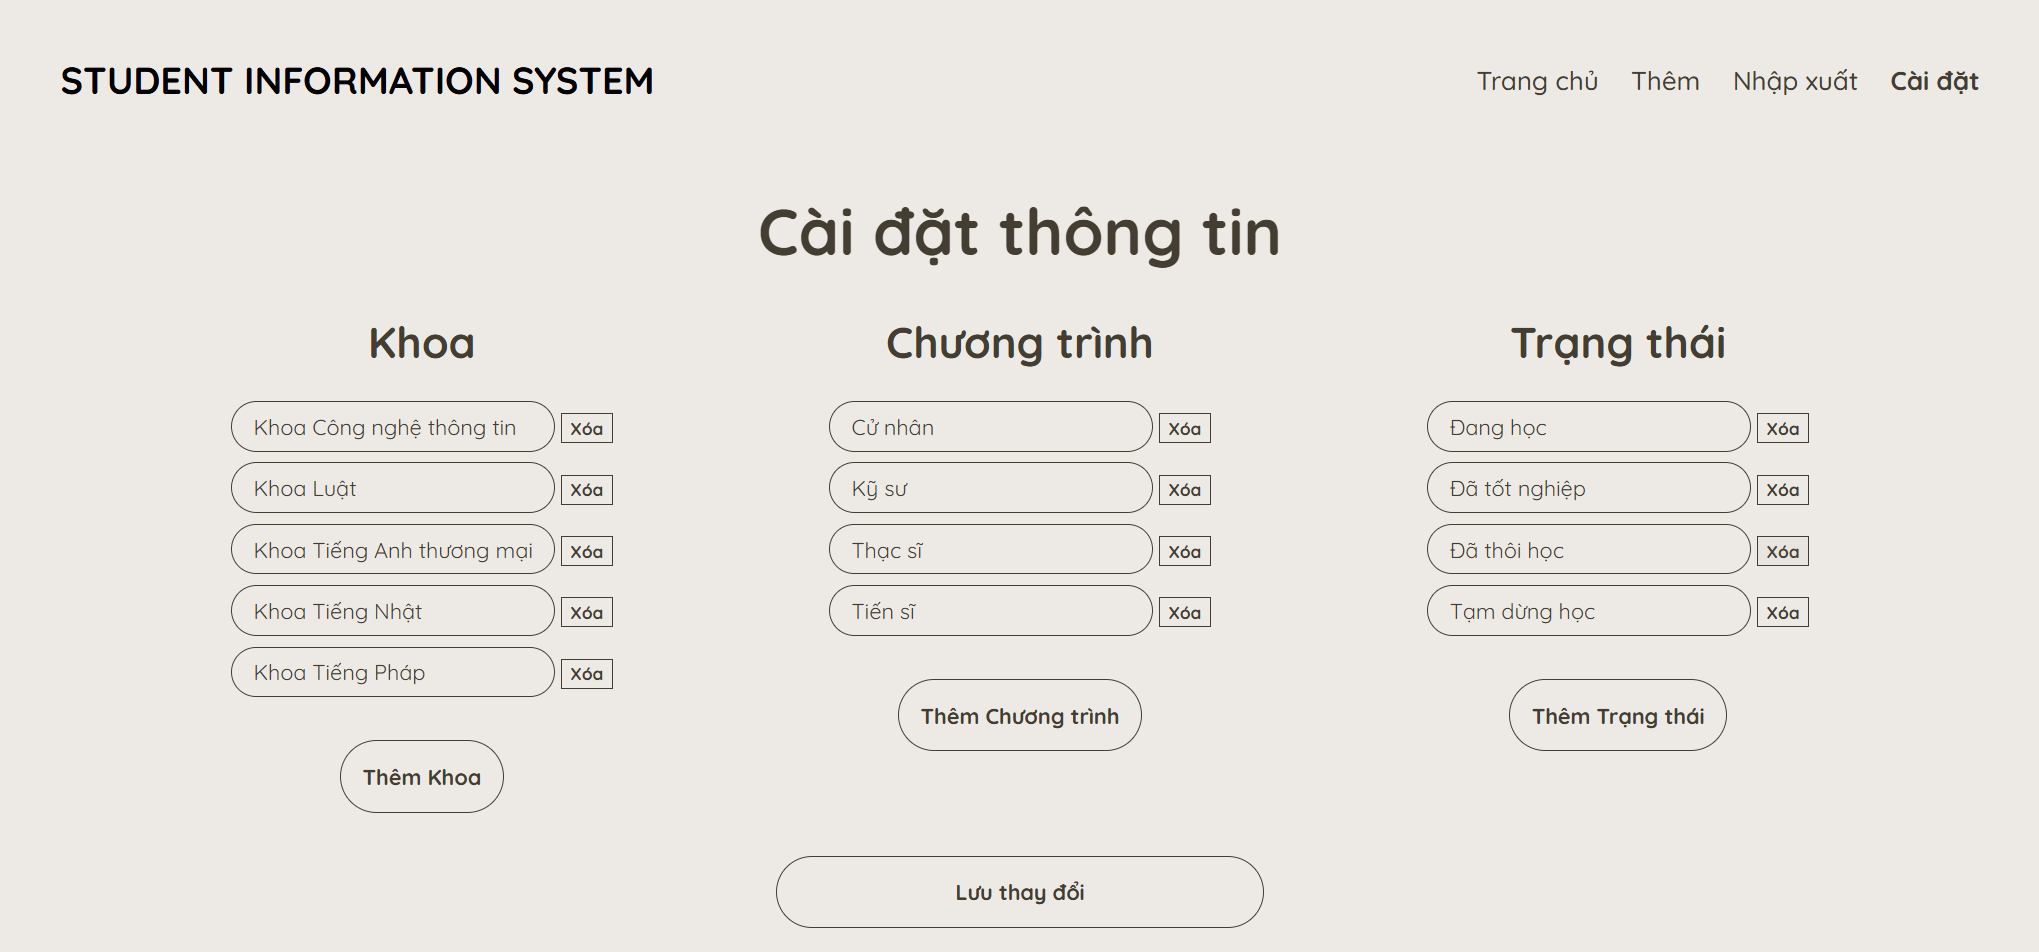 STUDENT INFORMATION SYSTEM
Trang chủ Thêm Nhập xuất Cài đặt
Cài đặt thông tin
Khoa
Khoa Công nghệ thông tin Xóa
Khoa Luật Xóa
Khoa Tiếng Anh thương mại Xóa
Khoa Tiếng Nhật Xóa
Khoa Tiếng Pháp Xóa
Thêm Khoa
Chương trình
Cử nhân Xóa
Kỹ sư Xóa
Thạc sĩ Xóa
Tiến sĩ Xóa
Thêm Chương trình
Trạng thái
Đang học Xóa
Đã tốt nghiệp Xóa
Đã thôi học Xóa
Tạm dừng học Xóa
Thêm Trạng thái
Lưu thay đổi